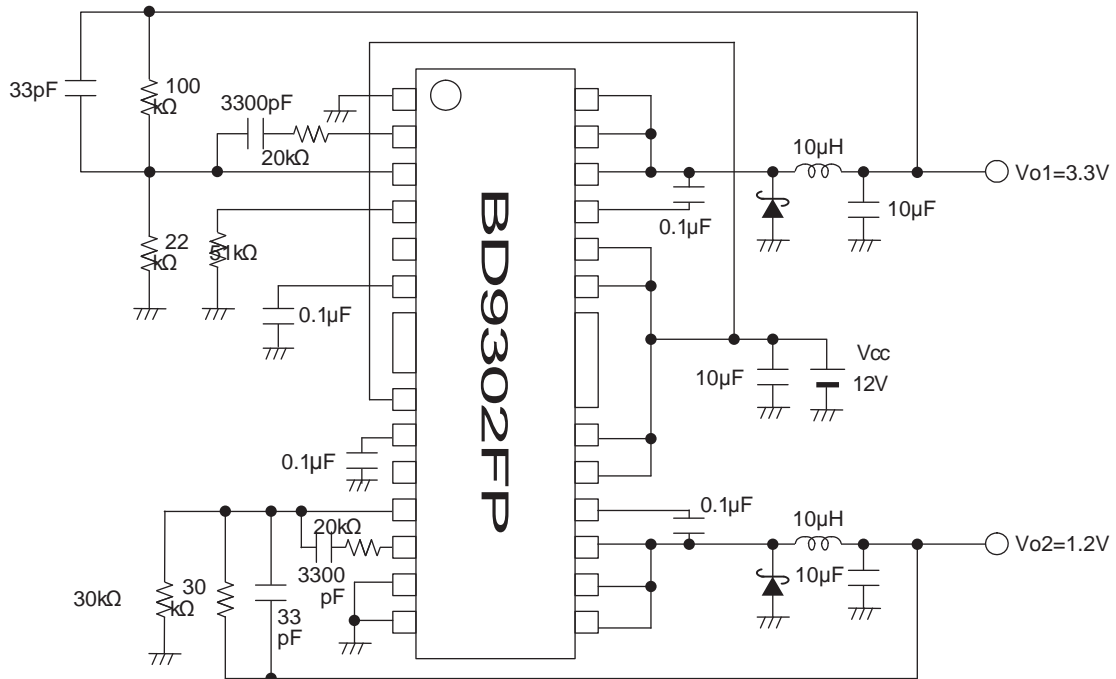 33pF
100
kΩ
3300pF
20kΩ
22
kΩ
51kΩ
0.1µF
0.1µF
20kΩ
3300
pF
30kΩ
30
kΩ
33
pF
BD9302FP
10µH
Vo1=3.3V
0.1µF
10µF
10µF
Vcc
12V
0.1µF
10µH
Vo2=1.2V
10µF